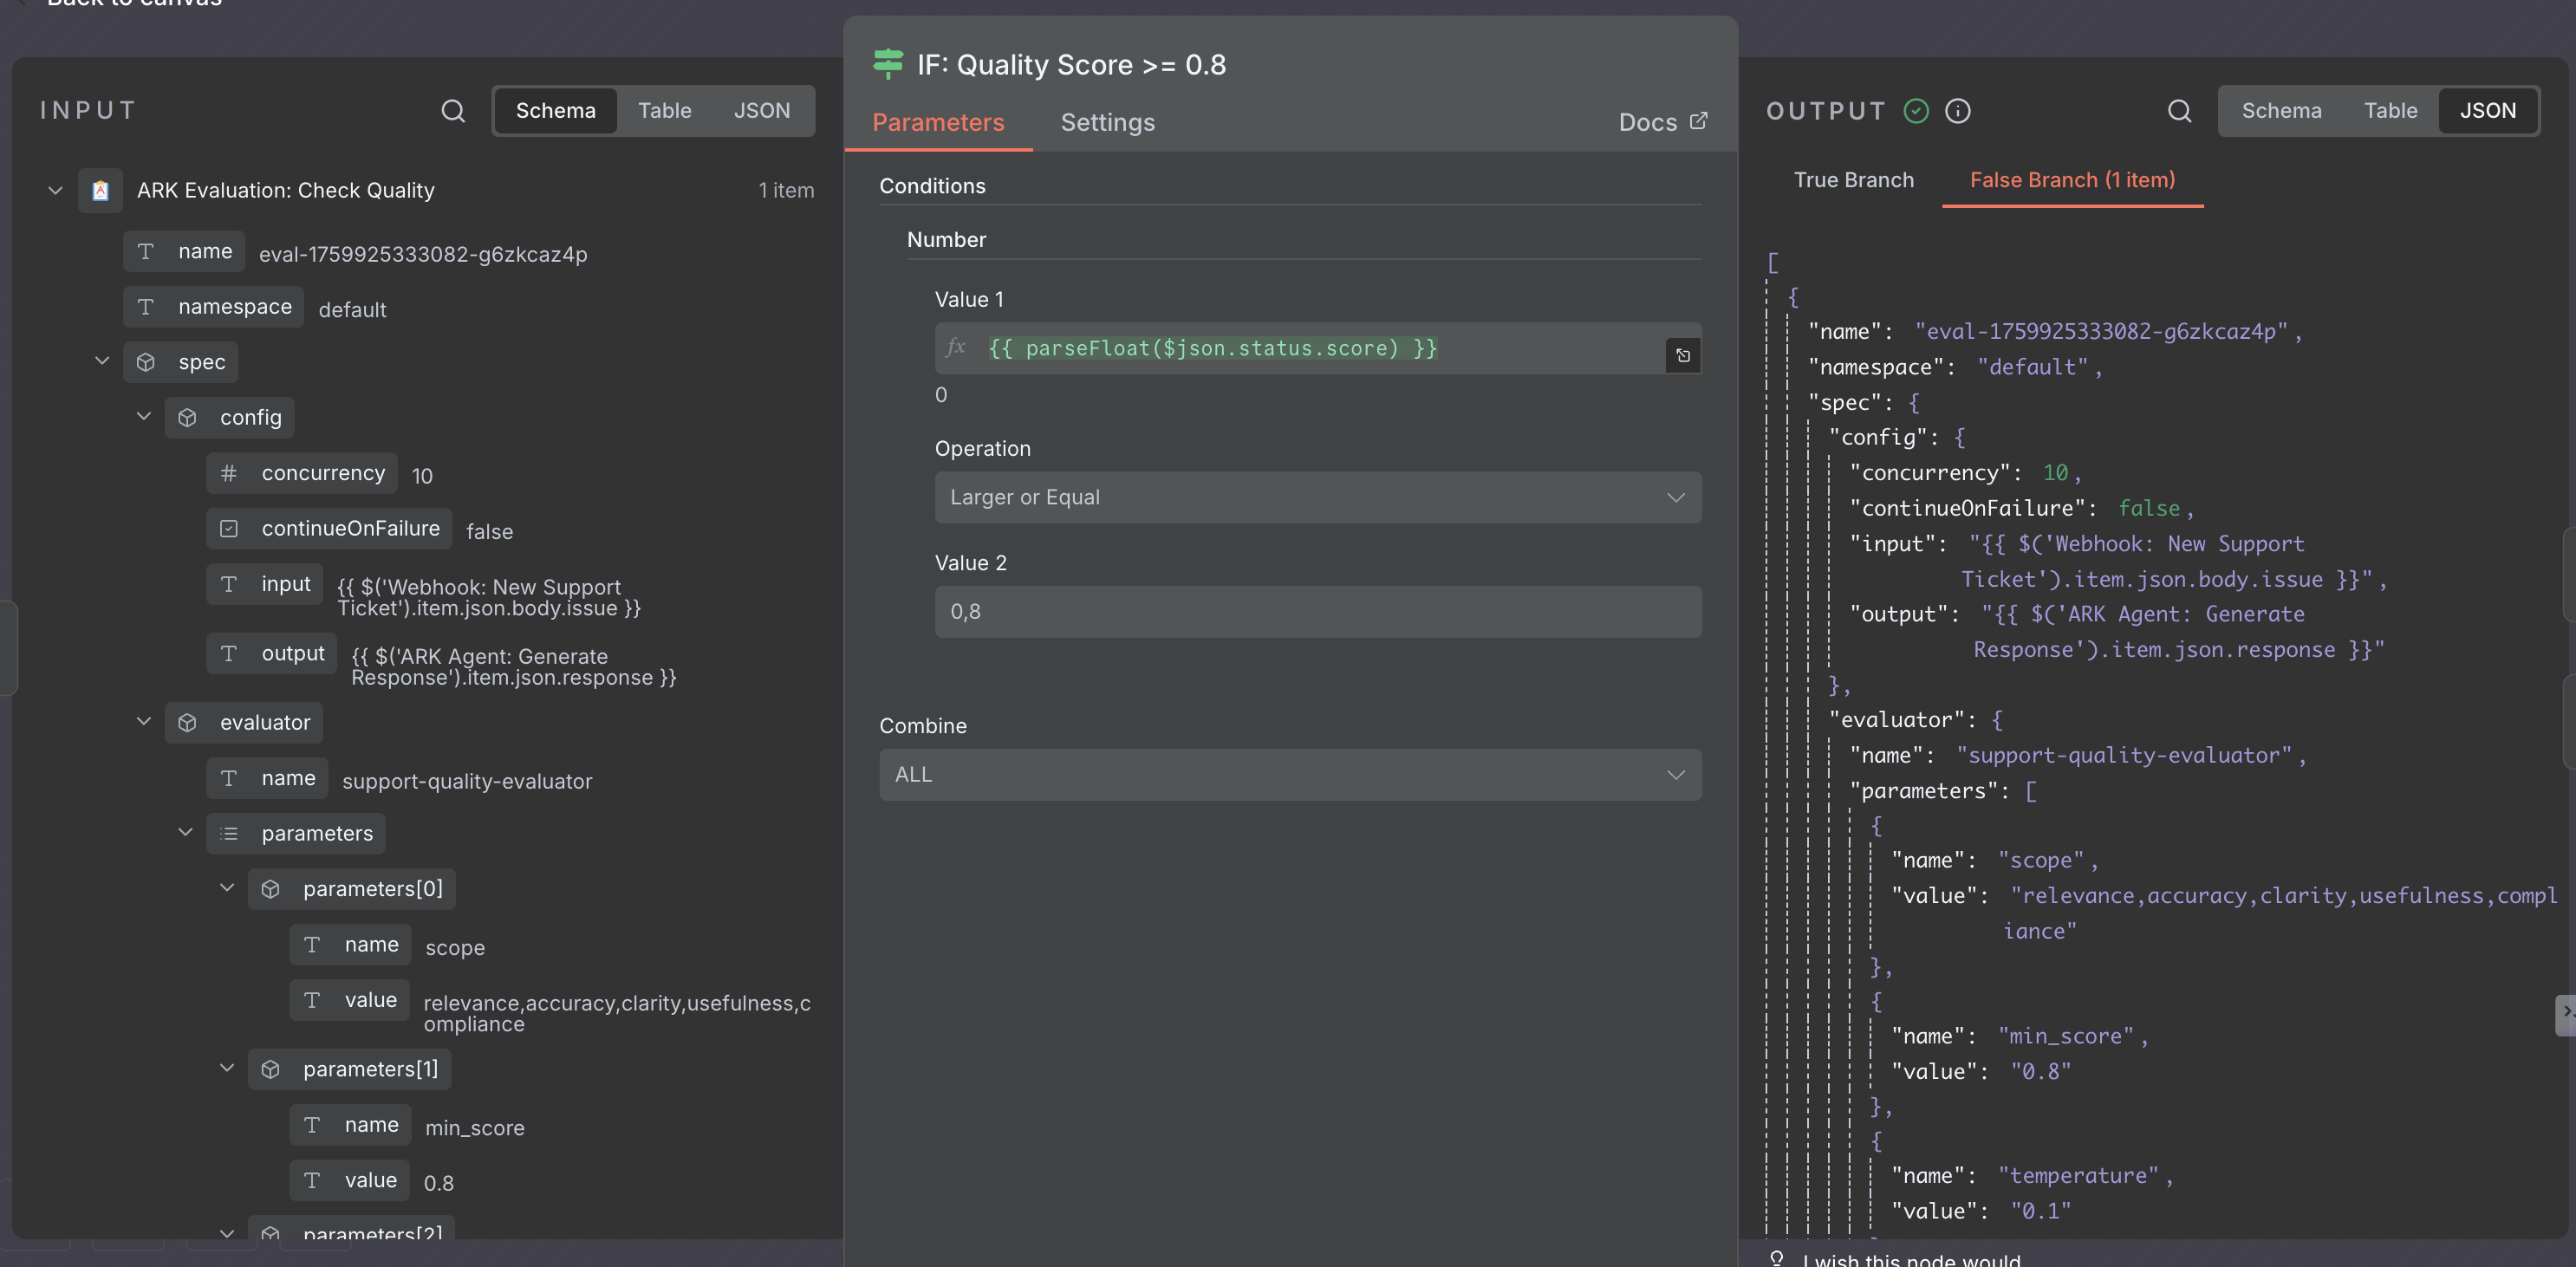 Back to canvas
INPUT
Schema
Table
JSON
ARK Evaluation: Check Quality
1 item
T name eval-1759925333082-g6zkcaz4p
T namespace default
spec
config
# concurrency 10
continueOnFailure false
T input {{ $('Webhook: New Support
Ticket').item.json.body.issue }}
T output {{ $('ARK Agent: Generate
Response').item.json.response }}
evaluator
T name support-quality-evaluator
parameters
parameters[0]
T name scope
T value relevance,accuracy,clarity,usefulness,c
ompliance
parameters[1]
T name min_score
T value 0.8
parameters[2]
IF: Quality Score >= 0.8
Parameters
Settings
Docs
Conditions
Number
Value 1
fx {{ parseFloat($json.status.score) }}
0
Operation
Larger or Equal
Value 2
0,8
Combine
ALL
OUTPUT
Schema
Table
JSON
True Branch
False Branch (1 item)
[
{
"name": "eval-1759925333082-g6zkcaz4p",
"namespace": "default",
"spec": {
"config": {
"concurrency": 10,
"continueOnFailure": false,
"input": "{{ $('Webhook: New Support
Ticket').item.json.body.issue }}",
"output": "{{ $('ARK Agent: Generate
Response').item.json.response }}"
},
"evaluator": {
"name": "support-quality-evaluator",
"parameters": [
{
"name": "scope",
"value": "relevance,accuracy,clarity,usefulness,compl
iance"
},
{
"name": "min_score",
"value": "0.8"
},
{
"name": "temperature",
"value": "0.1"
I wish this node would